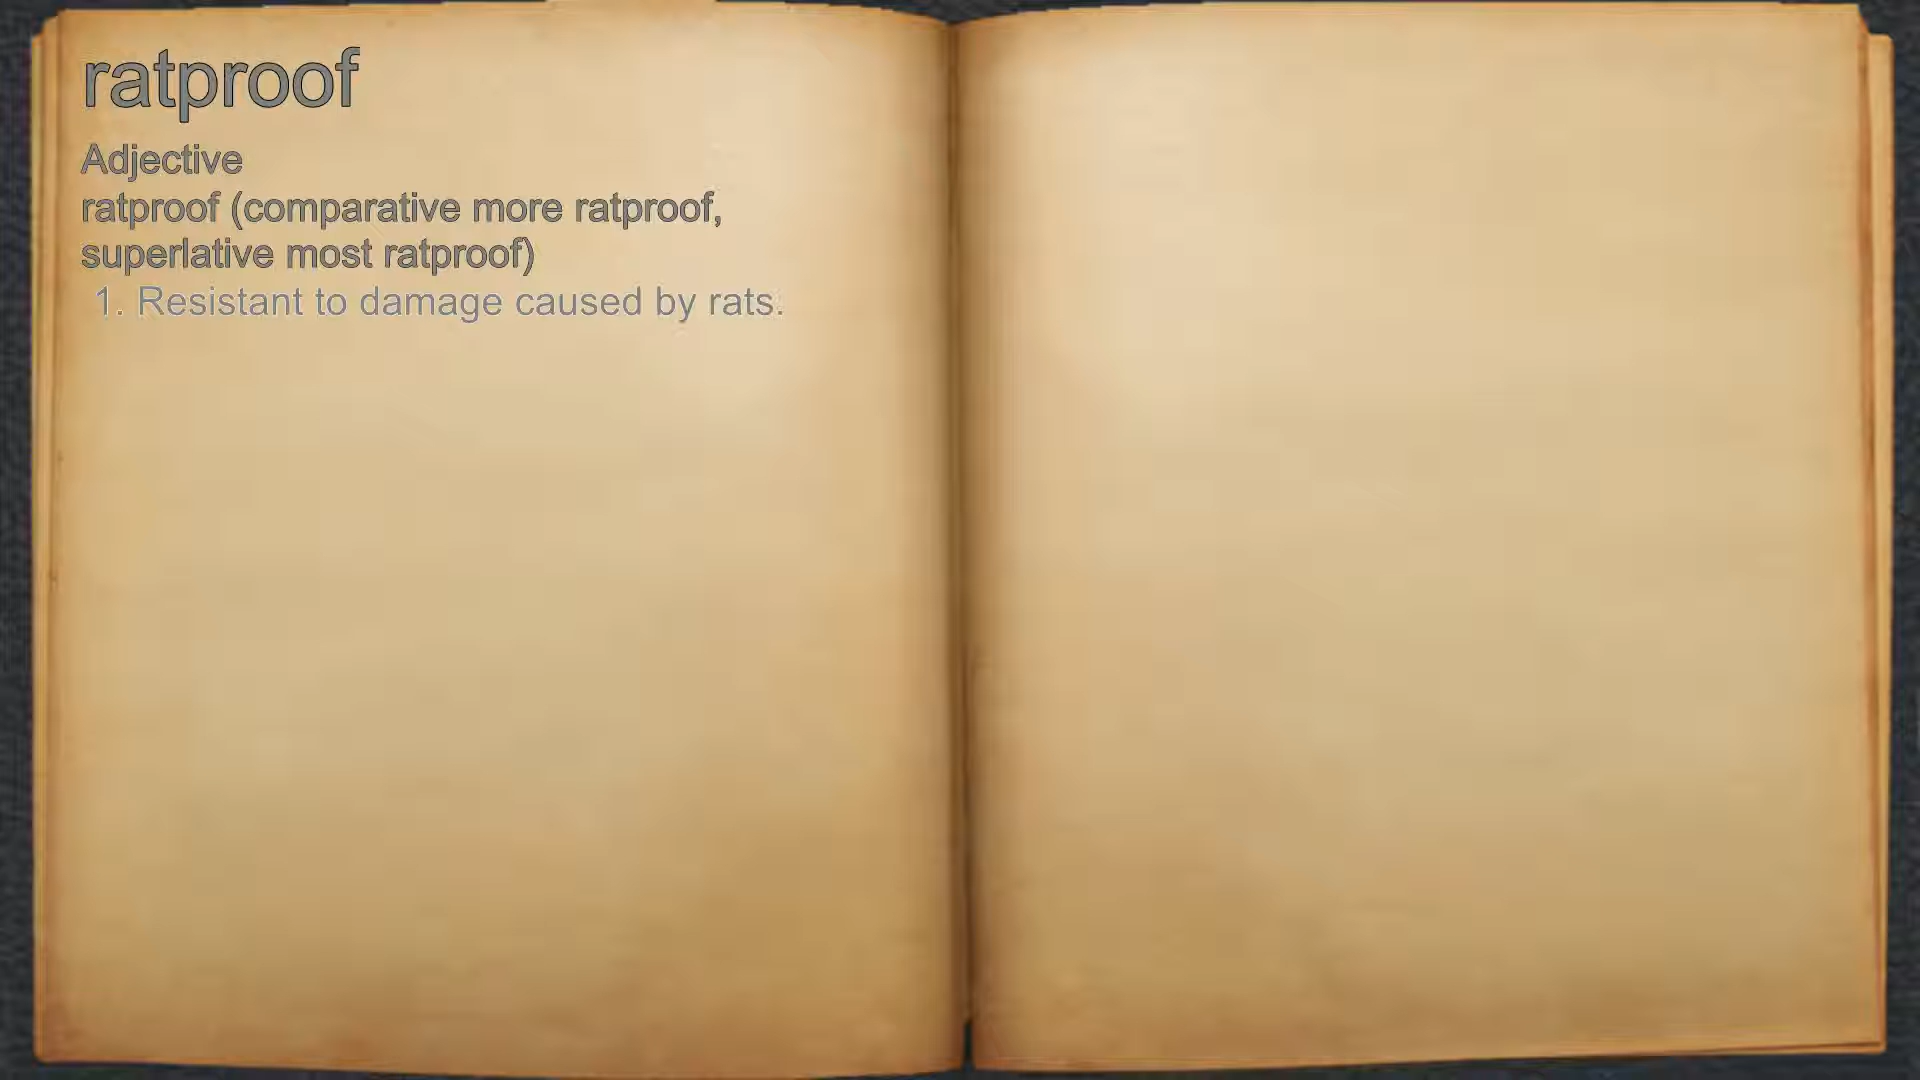 ratproof
Adjective
ratproof (comparative more ratproof,
superlative most ratproof)
1. Resistant to damage caused by rats.